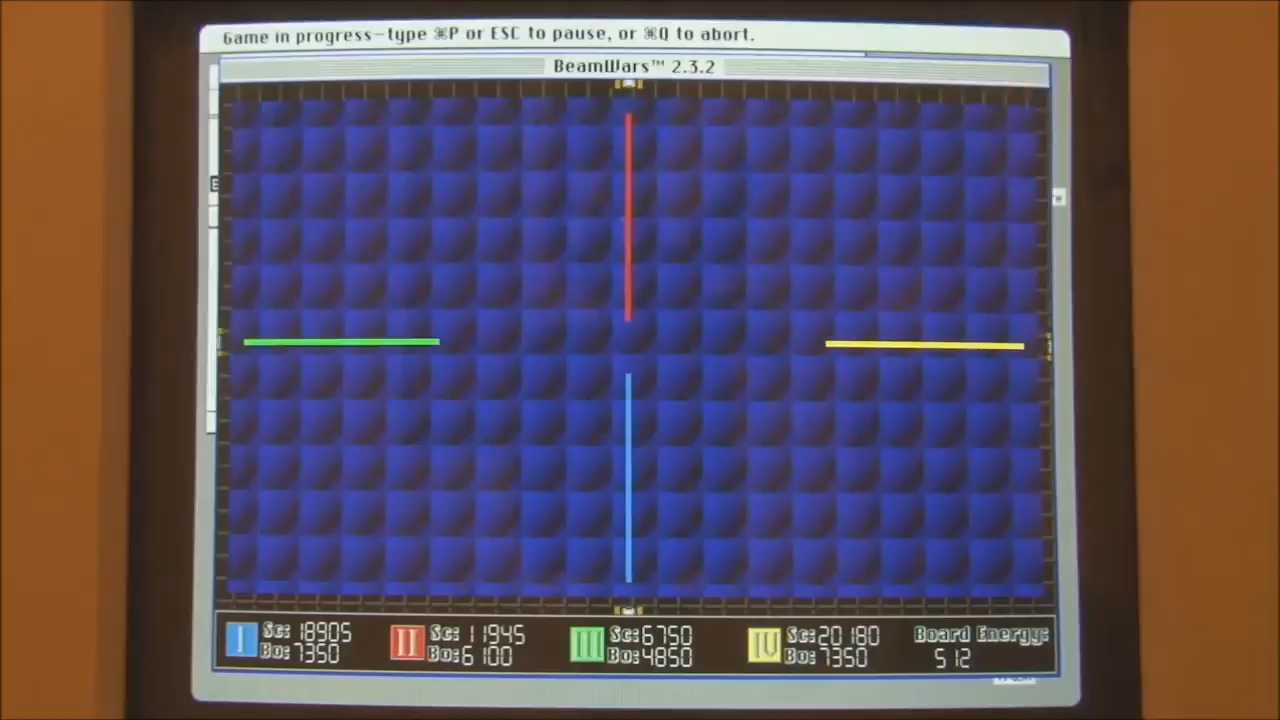 Game in progress—type ⌘P or ESC to pause, or ⌘Q to abort.
BeamWars™ 2.3.2
I Sc: 18905 II Sc: 11945 III Sc: 6750 IV Sc: 20180 Board Energy:
Bo: 7350 Bo: 6100 Bo: 4850 Bo: 7350 512